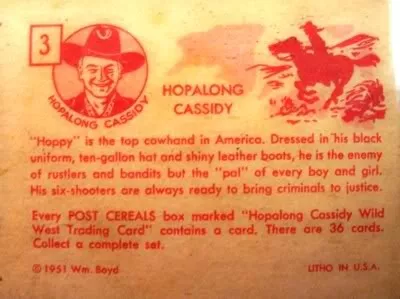 3
HOPALONG CASSIDY
HOPALONG
CASSIDY
"Hoppy" is the top cowhand in America. Dressed in his black
uniform, ten-gallon hat and shiny leather boats, he is the enemy
of rustlers and bandits but the "pal" of every boy and girl.
His six-shooters are always ready to bring criminals to justice.
Every POST CEREALS box marked "Hopalong Cassidy Wild
West Trading Card" contains a card. There are 36 cards.
Collect a complete set.
© 1951 Wm. Boyd
LITHO IN U.S.A.